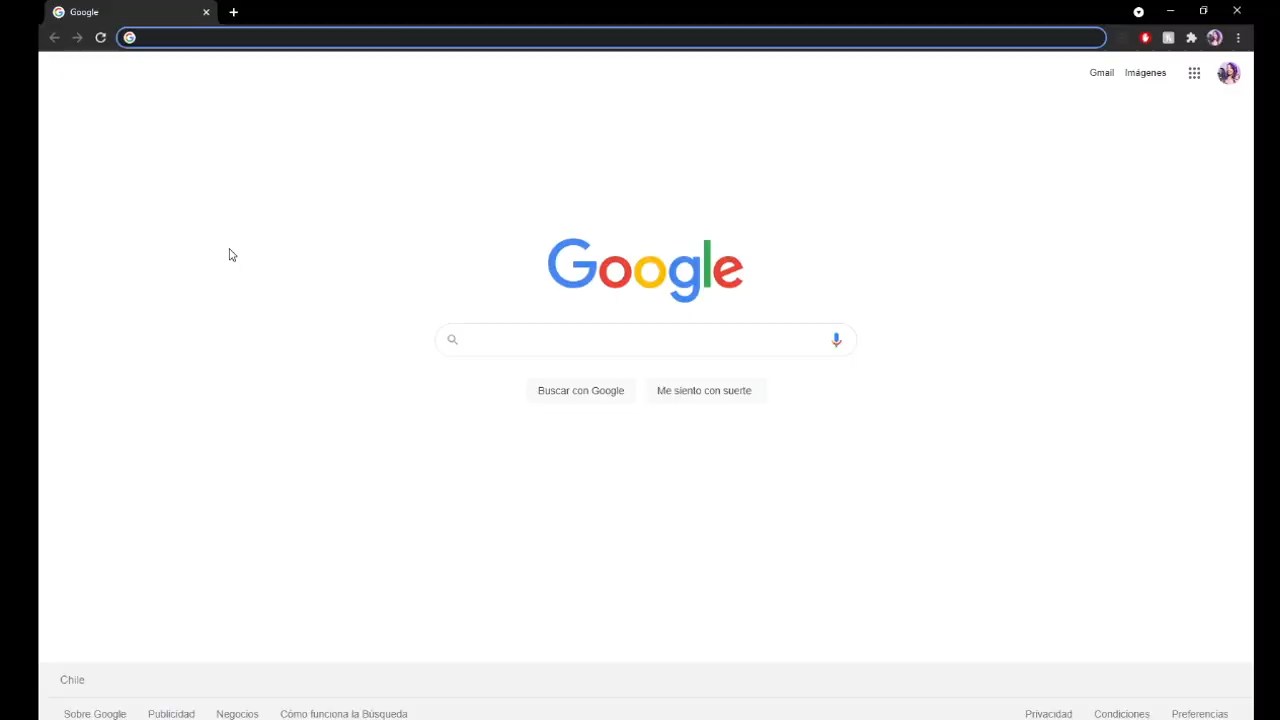 Google
Gmail Imágenes
Google
Buscar con Google Me siento con suerte
Chile
Sobre Google Publicidad Negocios Cómo funciona la Búsqueda Privacidad Condiciones Preferencias